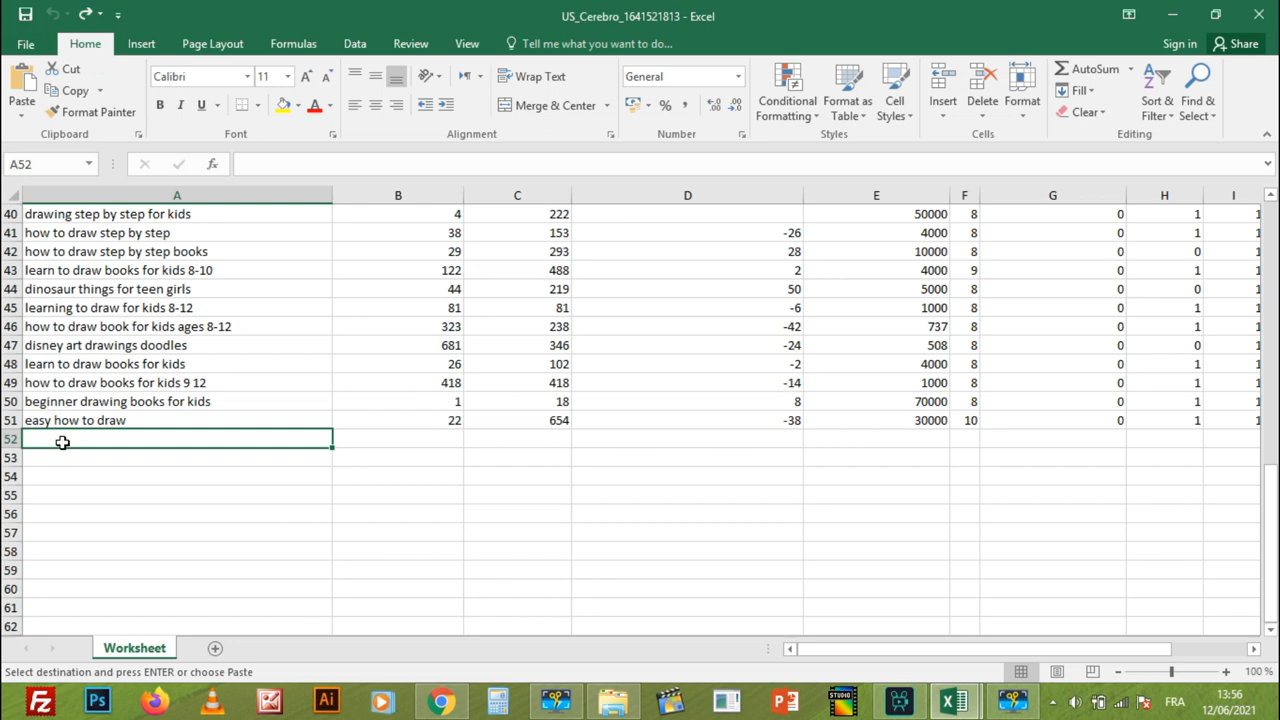 US_Cerebro_1641521813 - Excel
File Home Insert Page Layout Formulas Data Review View Tell me what you want to do... Sign in Share
Cut
Copy
Format Painter
Paste
Clipboard
Calibri 11
B I U
Font
Wrap Text
Merge & Center
Alignment
General
Number
Conditional Formatting
Format as Table
Cell Styles
Styles
Insert Delete Format
Cells
AutoSum
Fill
Clear
Sort & Filter
Find & Select
Editing
A52 fx
A B C D E F G H I
40 drawing step by step for kids 4 222 50000 8 0 1 1
41 how to draw step by step 38 153 -26 4000 8 0 1 1
42 how to draw step by step books 29 293 28 10000 8 0 0 1
43 learn to draw books for kids 8-10 122 488 2 4000 9 0 1 1
44 dinosaur things for teen girls 44 219 50 5000 8 0 0 1
45 learning to draw for kids 8-12 81 81 -6 1000 8 0 1 1
46 how to draw book for kids ages 8-12 323 238 -42 737 8 0 1 1
47 disney art drawings doodles 681 346 -24 508 8 0 0 1
48 learn to draw books for kids 26 102 -2 4000 8 0 1 1
49 how to draw books for kids 9 12 418 418 -14 1000 8 0 1 1
50 beginner drawing books for kids 1 18 8 70000 8 0 1 1
51 easy how to draw 22 654 -38 30000 10 0 1 1
52
53
54
55
56
57
58
59
60
61
62
Worksheet
Select destination and press ENTER or choose Paste 100 %
Fz Ps Ai STUDIO FRA 13:56
12/06/2021